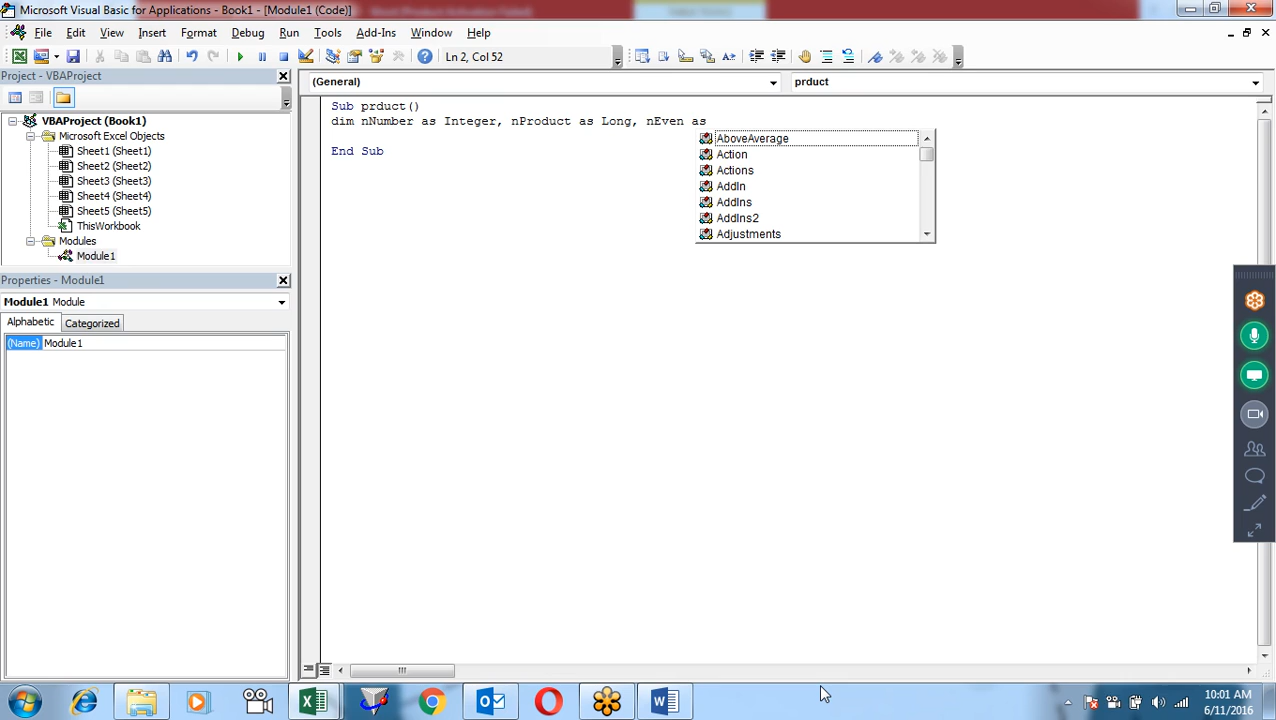 Microsoft Visual Basic for Applications - Book1 - [Module1 (Code)]
File Edit View Insert Format Debug Run Tools Add-Ins Window Help
Ln 2, Col 52
Project - VBAProject
(General)
prduct
VBAProject (Book1)
Microsoft Excel Objects
Sheet1 (Sheet1)
Sheet2 (Sheet2)
Sheet3 (Sheet3)
Sheet4 (Sheet4)
Sheet5 (Sheet5)
ThisWorkbook
Modules
Module1
Properties - Module1
Module1 Module
Alphabetic Categorized
(Name) Module1
Sub prduct()
dim nNumber as Integer, nProduct as Long, nEven as
End Sub
AboveAverage
Action
Actions
AddIn
AddIns
AddIns2
Adjustments
10:01 AM
6/11/2016